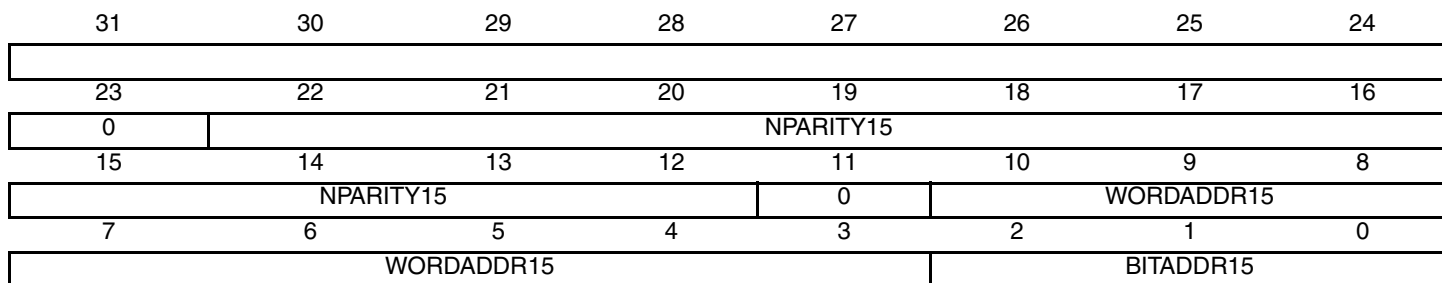 31 30 29 28 27 26 25 24
23 22 21 20 19 18 17 16
0 NPARITY15
15 14 13 12 11 10 9 8
NPARITY15 0 WORDADDR15
7 6 5 4 3 2 1 0
WORDADDR15 BITADDR15